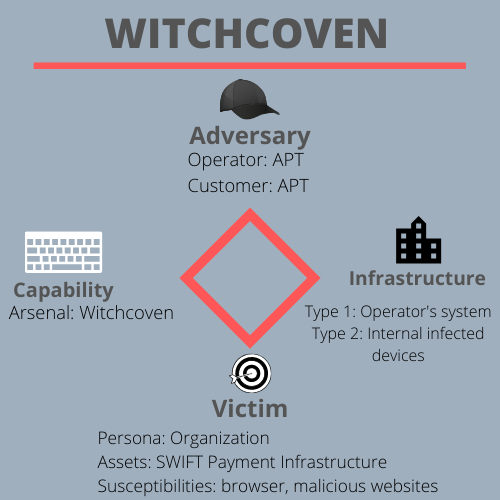 WITCHCOVEN
Adversary
Operator: APT
Customer: APT
Capability
Arsenal: Witchcoven
Infrastructure
Type 1: Operator's system
Type 2: Internal infected
devices
Victim
Persona: Organization
Assets: SWIFT Payment Infrastructure
Susceptibilities: browser, malicious websites